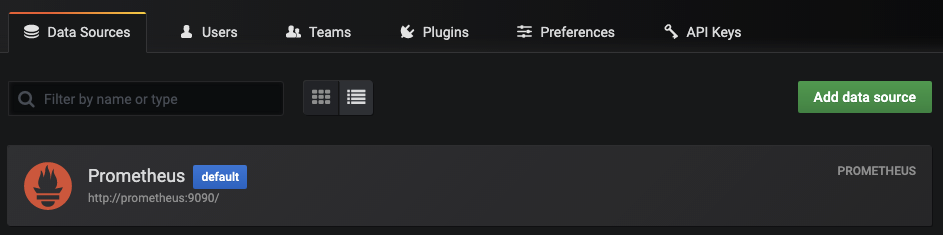 Data Sources Users Teams Plugins Preferences API Keys
Filter by name or type Add data source
Prometheus default PROMETHEUS
http://prometheus:9090/